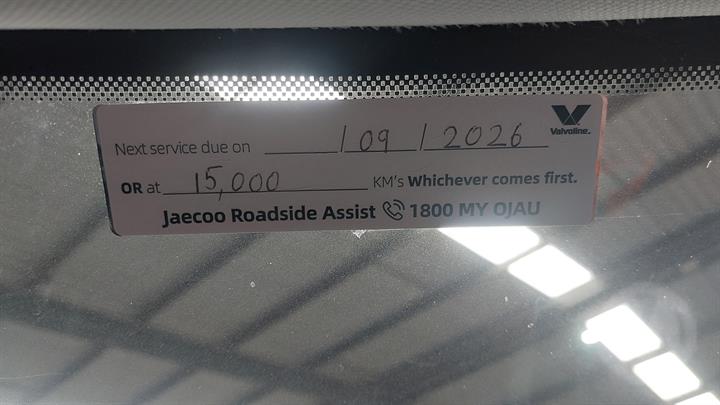 Valvoline.
Next service due on ______/09/2026
OR at 15,000 KM's Whichever comes first.
Jaecoo Roadside Assist 1800 MY OJAU